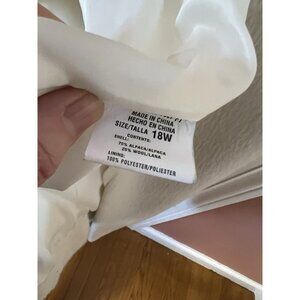 MADE IN CHINA
HECHO EN CHINA
SIZE/TALLA 18W
SHELL CONTENTS:
75% ALPACA/ALPACA
25% WOOL/LANA
LINING:
100% POLYESTER/POLIESTER